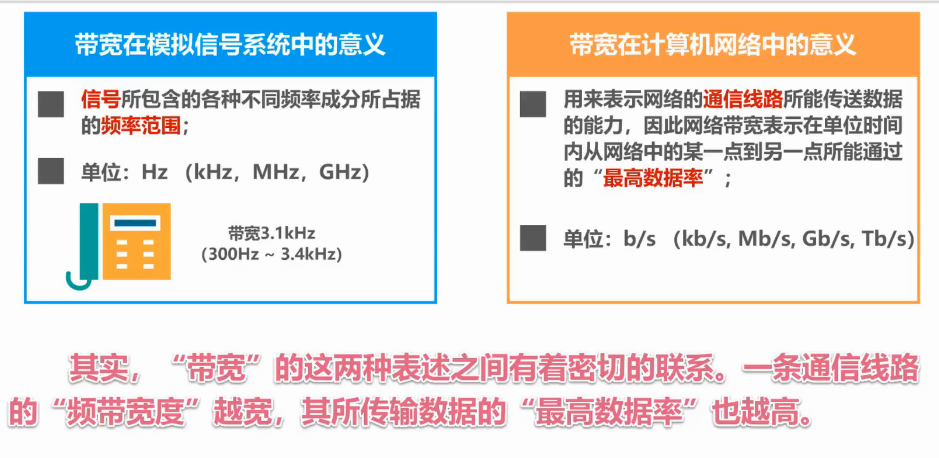 带宽在模拟信号系统中的意义
信号所包含的各种不同频率成分所占据
的频率范围；
单位：Hz （kHz，MHz，GHz）
带宽3.1kHz
（300Hz ~ 3.4kHz）
带宽在计算机网络中的意义
用来表示网络的通信线路所能传送数据
的能力，因此网络带宽表示在单位时间
内从网络中的某一点到另一点所能通过
的“最高数据率”；
单位：b/s （kb/s, Mb/s, Gb/s, Tb/s）
其实，“带宽”的这两种表述之间有着密切的联系。一条通信线路
的“频带宽度”越宽，其所传输数据的“最高数据率”也越高。